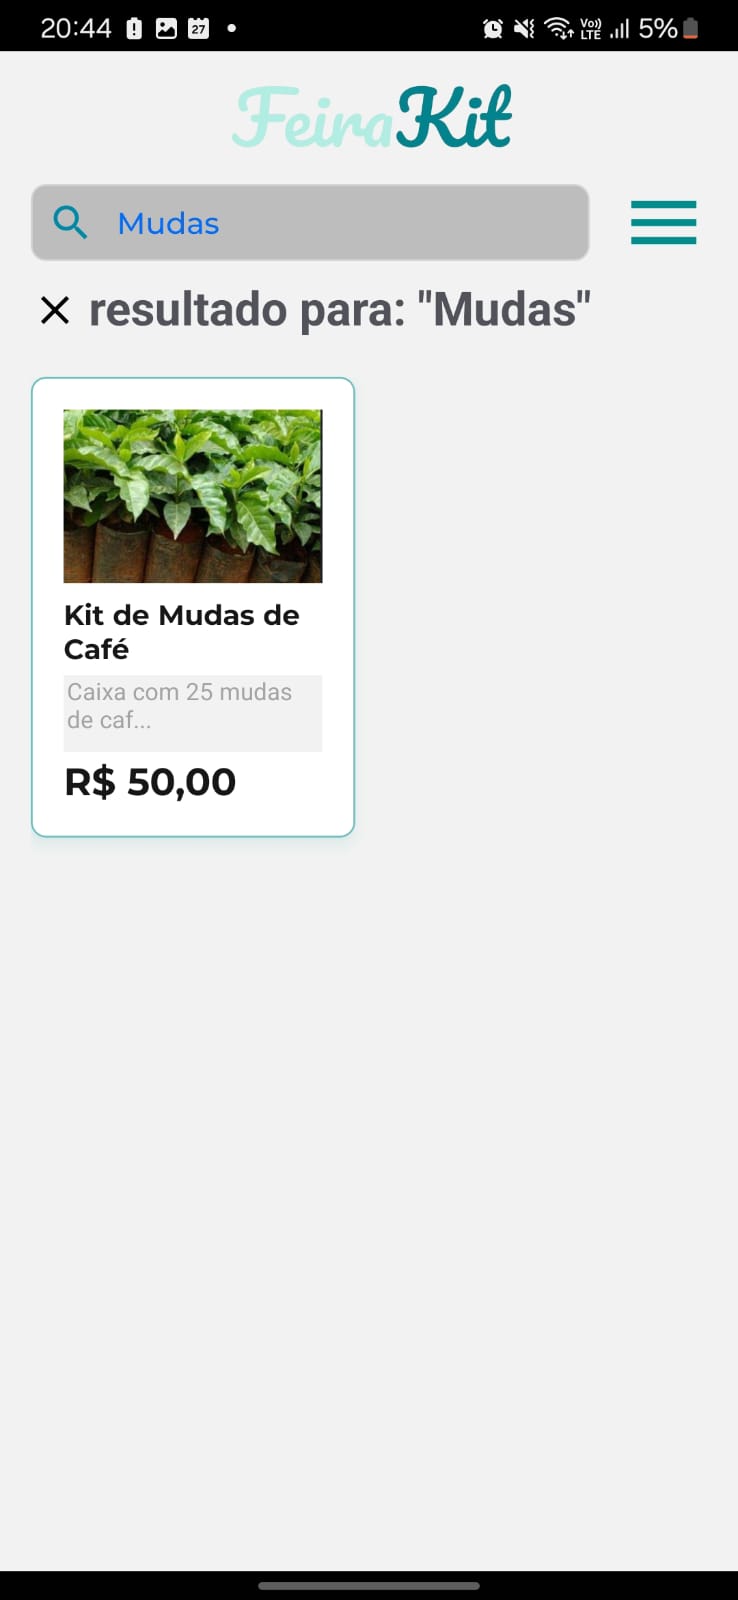 20:44 27 Vo)) LTE 5%
FeiraKit
Mudas
resultado para: "Mudas"
Kit de Mudas de
Café
Caixa com 25 mudas
de caf...
R$ 50,00